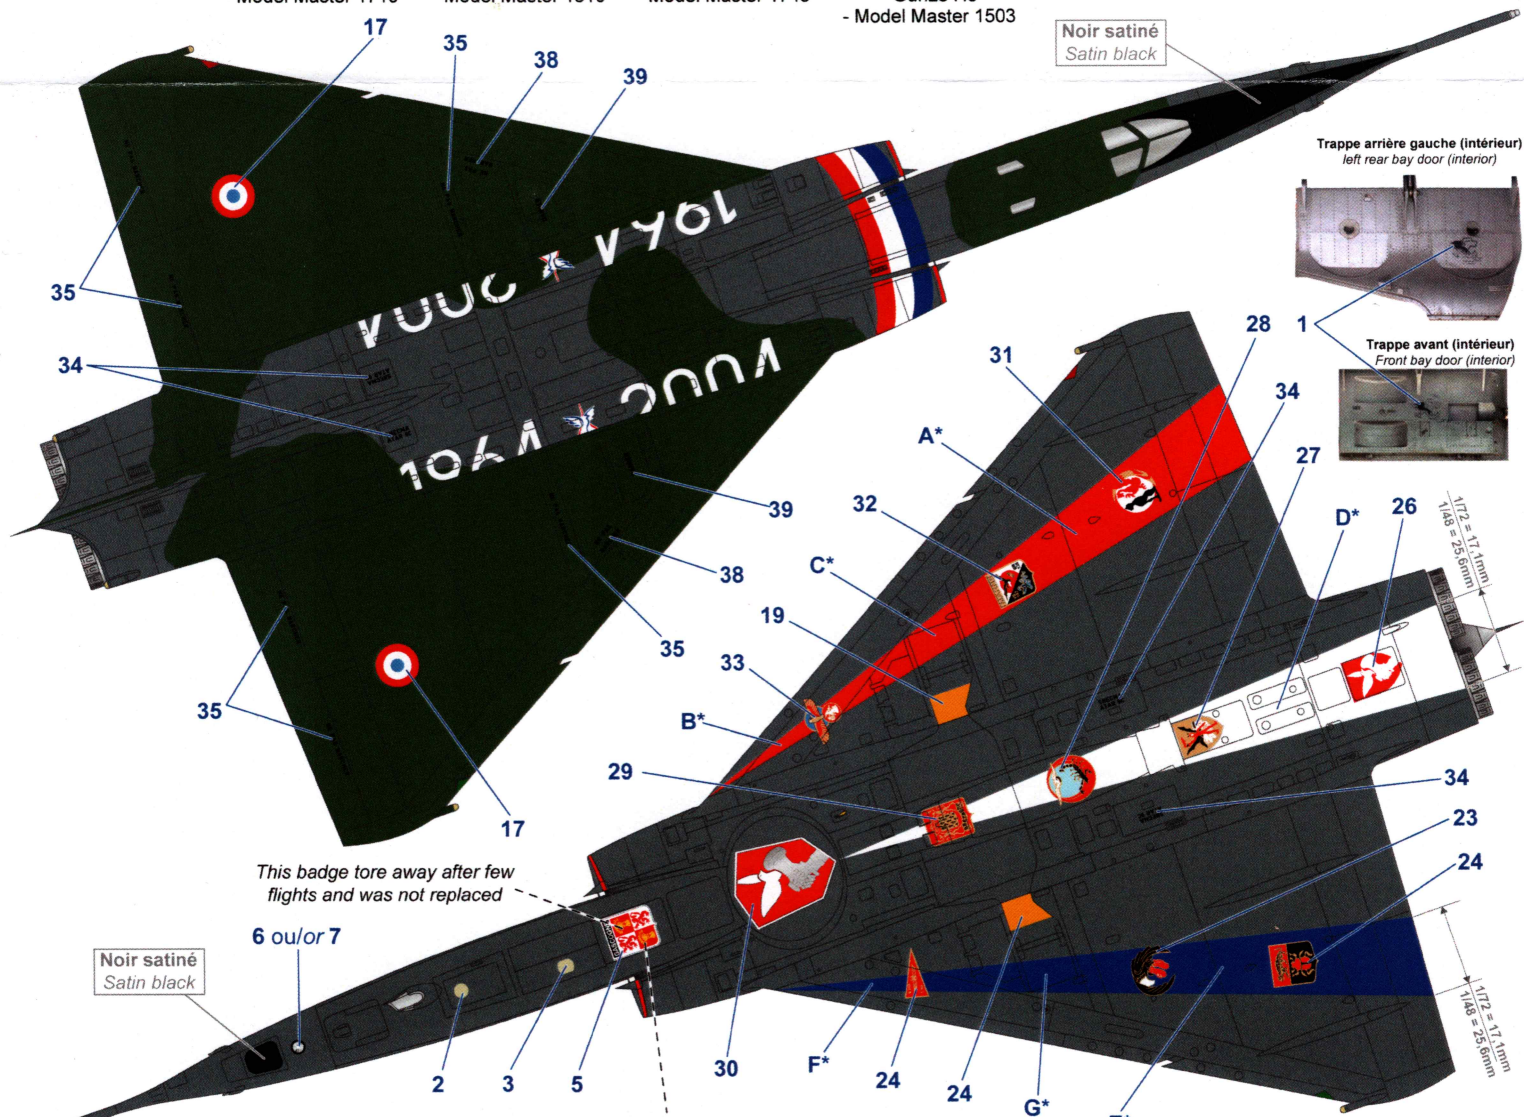 - Model Master 1503
Noir satiné
Satin black
17
35
38
39
Trappe arrière gauche (intérieur)
left rear bay door (interior)
35
1964
2004
34
1964
2004
28
1
Trappe avant (intérieur)
Front bay door (interior)
31
34
A*
27
32
39
D*
26
1/72 = 17,1mm
1/48 = 25,6mm
38
C*
19
35
33
35
B*
29
34
17
23
24
This badge tore away after few
flights and was not replaced
6 ou/or 7
GASCOGNE
Noir satiné
Satin black
2
3
5
30
F*
24
24
G*
1/72 = 17,1mm
1/48 = 25,6mm